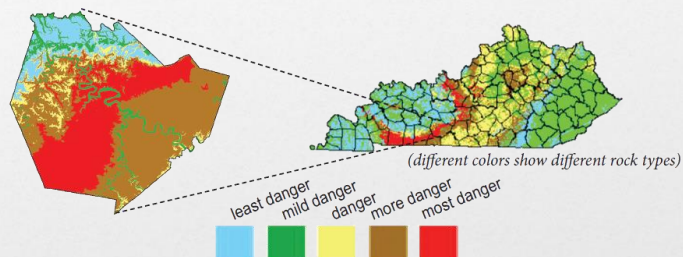 (different colors show different rock types)
least danger
mild danger
danger
more danger
most danger